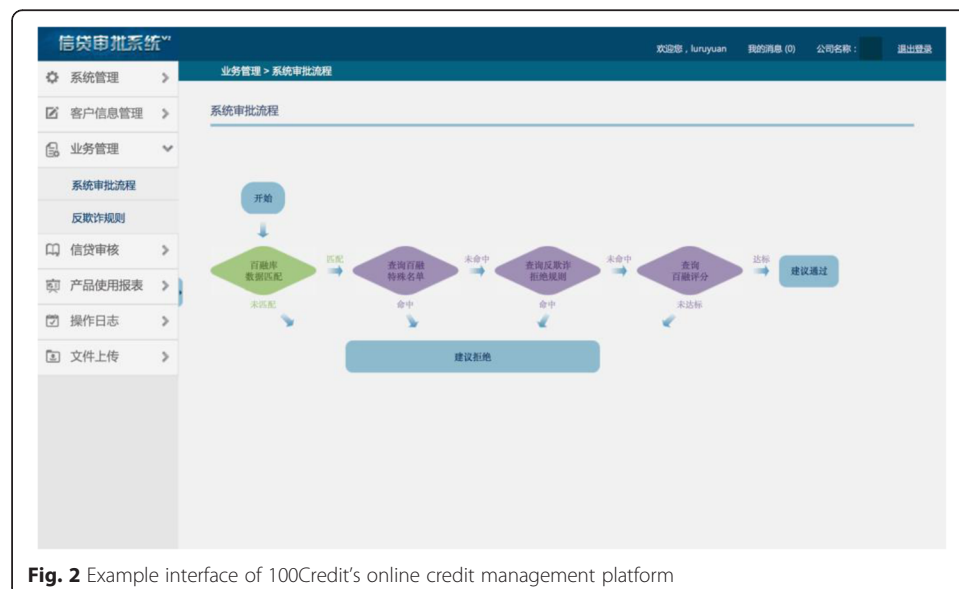 信贷审批系统V1
欢迎您，luruyuan 我的消息 (0) 公司名称： 退出登录
系统管理
客户信息管理
业务管理
系统审批流程
反欺诈规则
信贷审核
产品使用报表
操作日志
文件上传
业务管理 > 系统审批流程
系统审批流程
开始
百融库
数据匹配
匹配
未匹配
查询百融
特殊名单
未命中
命中
查询反欺诈
拒绝规则
未命中
命中
查询
百融评分
达标
未达标
建议通过
建议拒绝
Fig. 2 Example interface of 100Credit's online credit management platform